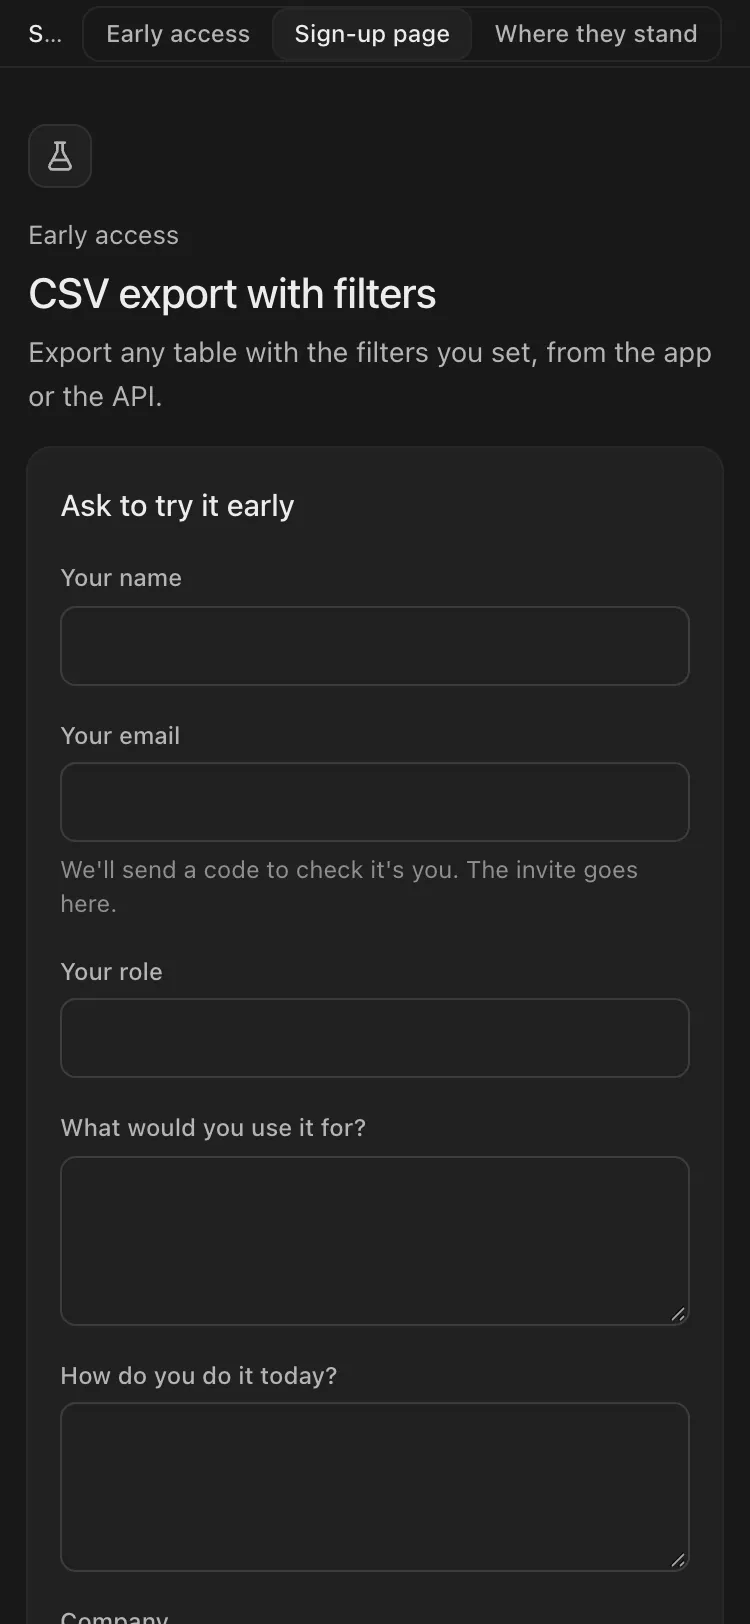 S...
Early access
Sign-up page
Where they stand
Early access
CSV export with filters
Export any table with the filters you set, from the app
or the API.
Ask to try it early
Your name
Your email
We'll send a code to check it's you. The invite goes
here.
Your role
What would you use it for?
How do you do it today?
Company